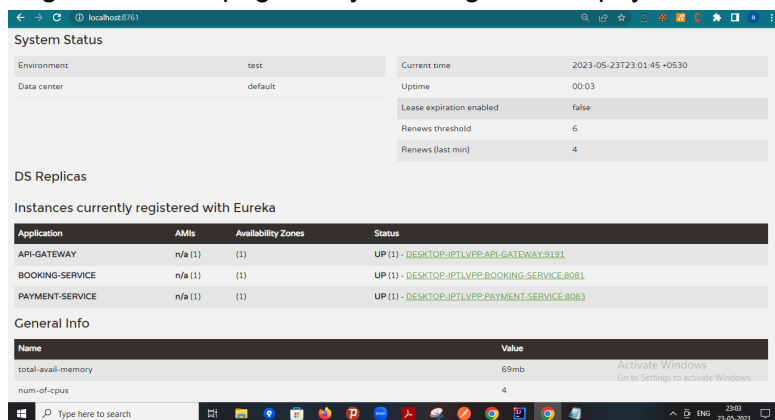 localhost:8761
System Status
Environment test
Data center default
Current time 2023-05-23T23:01:45 +0530
Uptime 00:03
Lease expiration enabled false
Renews threshold 6
Renews (last min) 4
DS Replicas
Instances currently registered with Eureka
Application AMIs Availability Zones Status
API-GATEWAY n/a (1) (1) UP (1) - DESKTOP-IPTLVPP:API-GATEWAY:9191
BOOKING-SERVICE n/a (1) (1) UP (1) - DESKTOP-IPTLVPP:BOOKING-SERVICE:8081
PAYMENT-SERVICE n/a (1) (1) UP (1) - DESKTOP-IPTLVPP:PAYMENT-SERVICE:8083
General Info
Name Value
total-avail-memory 69mb
num-of-cpus 4
Activate Windows
Go to Settings to activate Windows.
Type here to search
ENG
23:03
23-05-2023